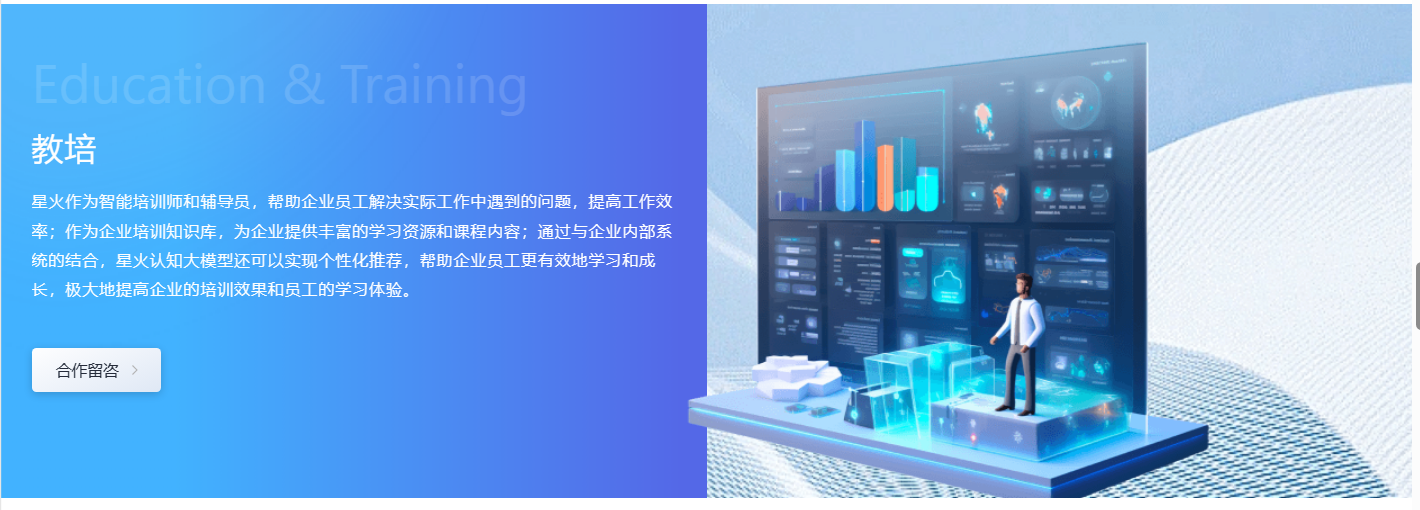 Education & Training
教培
星火作为智能培训师和辅导员，帮助企业员工解决实际工作中遇到的问题，提高工作效
率；作为企业培训知识库，为企业提供丰富的学习资源和课程内容；通过与企业内部系
统的结合，星火认知大模型还可以实现个性化推荐，帮助企业员工更有效地学习和成
长，极大地提高企业的培训效果和员工的学习体验。
合作留咨 >